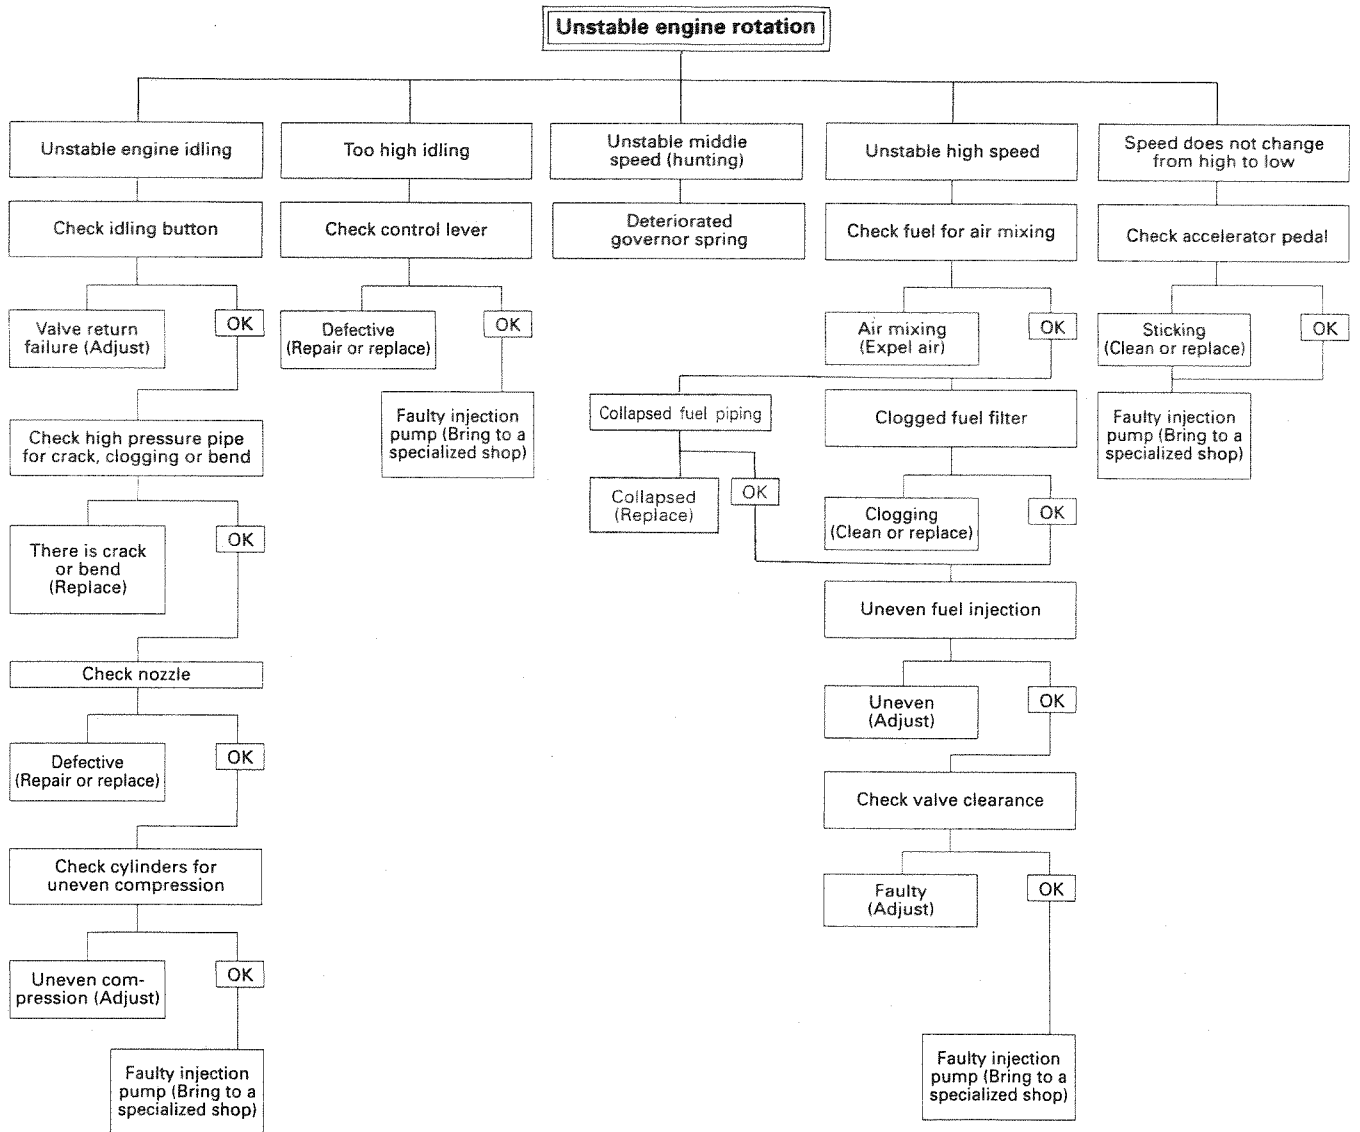 Unstable engine rotation
Unstable engine idling
Check idling button
Valve return
failure (Adjust)
OK
Check high pressure pipe
for crack, clogging or bend
There is crack
or bend
(Replace)
OK
Check nozzle
Defective
(Repair or replace)
OK
Check cylinders for
uneven compression
Uneven com-
pression (Adjust)
OK
Faulty injection
pump (Bring to a
specialized shop)
Too high idling
Check control lever
Defective
(Repair or replace)
OK
Faulty injection
pump (Bring to a
specialized shop)
Unstable middle
speed (hunting)
Deteriorated
governor spring
Unstable high speed
Check fuel for air mixing
Air mixing
(Expel air)
OK
Collapsed fuel piping
Collapsed
(Replace)
OK
Clogged fuel filter
Clogging
(Clean or replace)
OK
Uneven fuel injection
Uneven
(Adjust)
OK
Check valve clearance
Faulty
(Adjust)
OK
Faulty injection
pump (Bring to a
specialized shop)
Speed does not change
from high to low
Check accelerator pedal
Sticking
(Clean or replace)
OK
Faulty injection
pump (Bring to a
specialized shop)